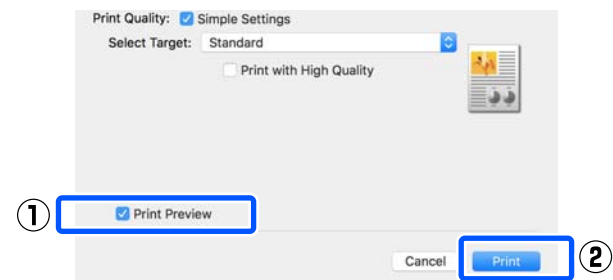 Print Quality: Simple Settings
Select Target: Standard
Print with High Quality
① Print Preview
Cancel Print ②